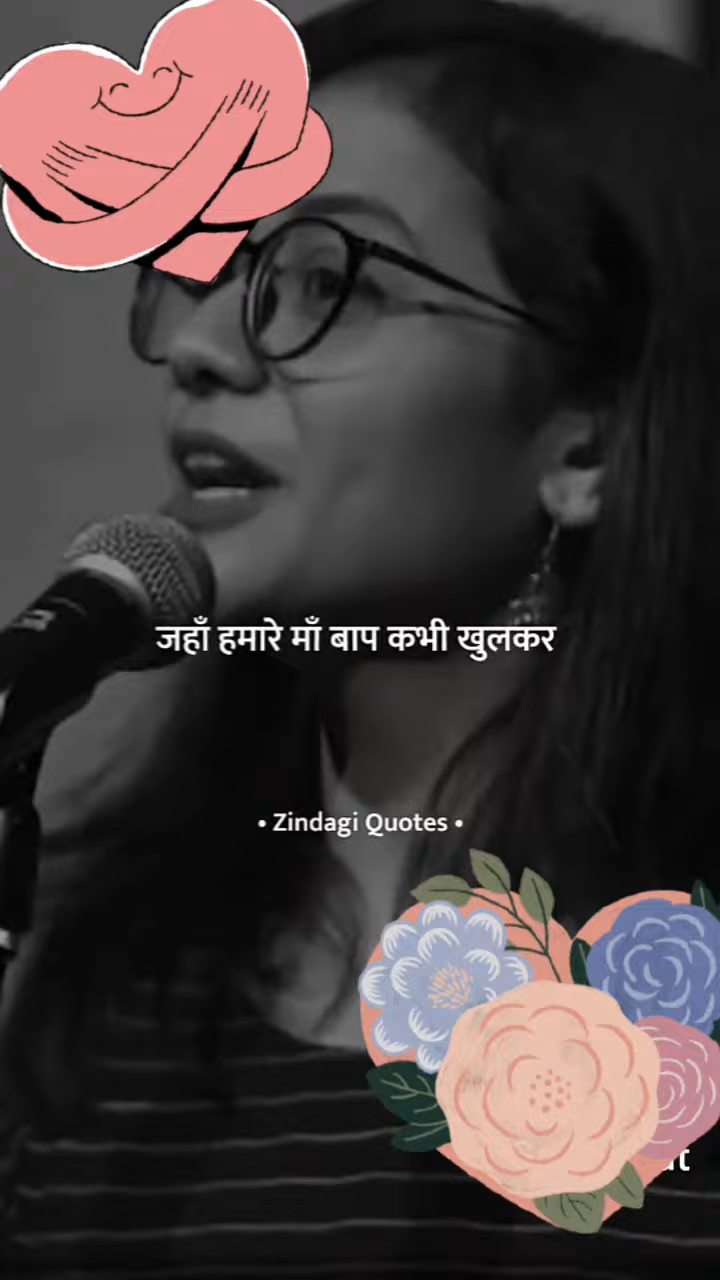 जहाँ हमारे माँ बाप कभी खुलकर
• Zindagi Quotes •